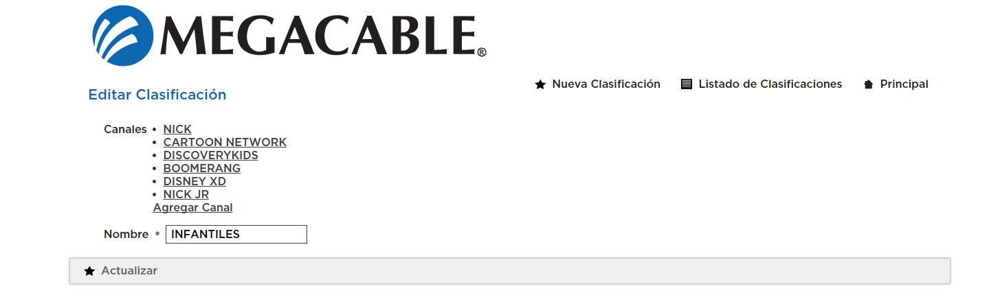 MEGACABLE®
Editar Clasificación
Nueva Clasificación Listado de Clasificaciones Principal
Canales • NICK
• CARTOON NETWORK
• DISCOVERYKIDS
• BOOMERANG
• DISNEY XD
• NICK JR
Agregar Canal
Nombre * INFANTILES
Actualizar